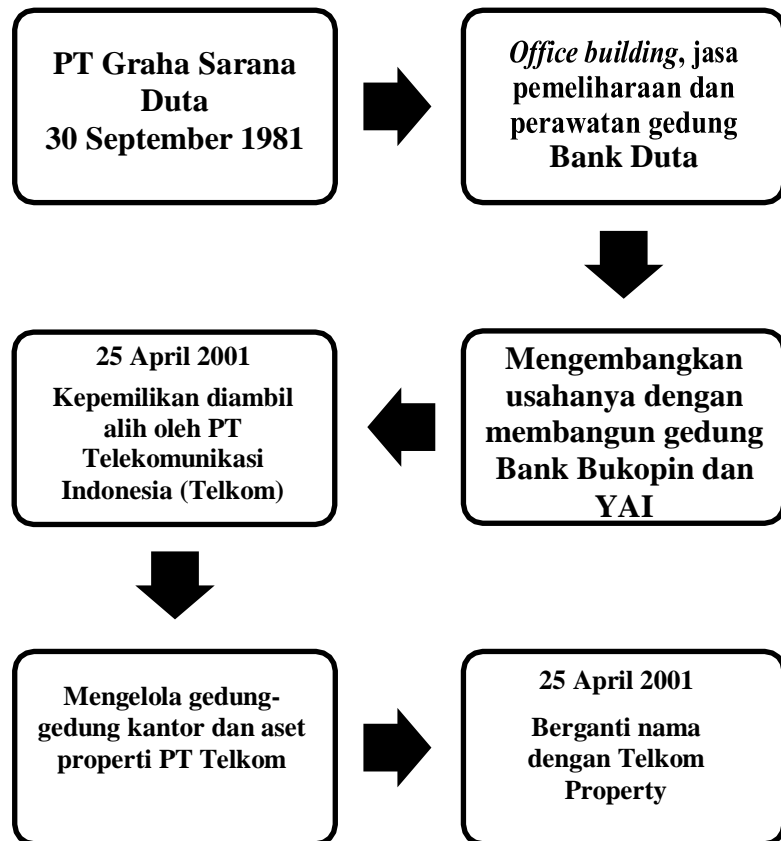 PT Graha Sarana
Duta
30 September 1981
Office building, jasa
pemeliharaan dan
perawatan gedung
Bank Duta
Mengembangkan
usahanya dengan
membangun gedung
Bank Bukopin dan
YAI
25 April 2001
Kepemilikan diambil
alih oleh PT
Telekomunikasi
Indonesia (Telkom)
Mengelola gedung-
gedung kantor dan aset
properti PT Telkom
25 April 2001
Berganti nama
dengan Telkom
Property